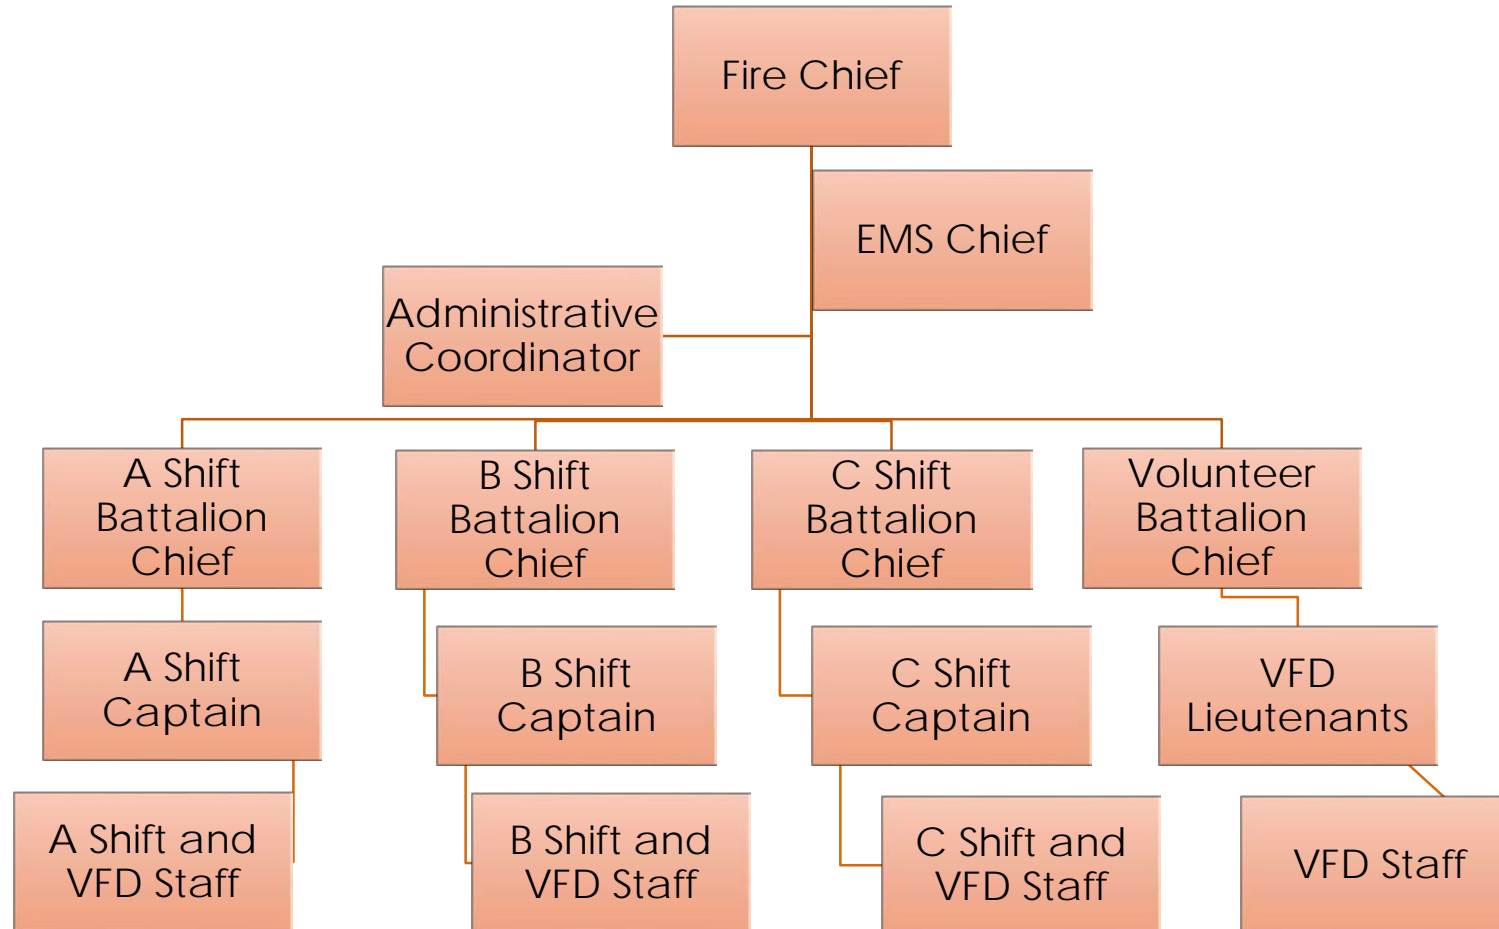 Fire Chief
EMS Chief
Administrative
Coordinator
A Shift
Battalion
Chief
B Shift
Battalion
Chief
C Shift
Battalion
Chief
Volunteer
Battalion
Chief
A Shift
Captain
B Shift
Captain
C Shift
Captain
VFD
Lieutenants
A Shift and
VFD Staff
B Shift and
VFD Staff
C Shift and
VFD Staff
VFD Staff